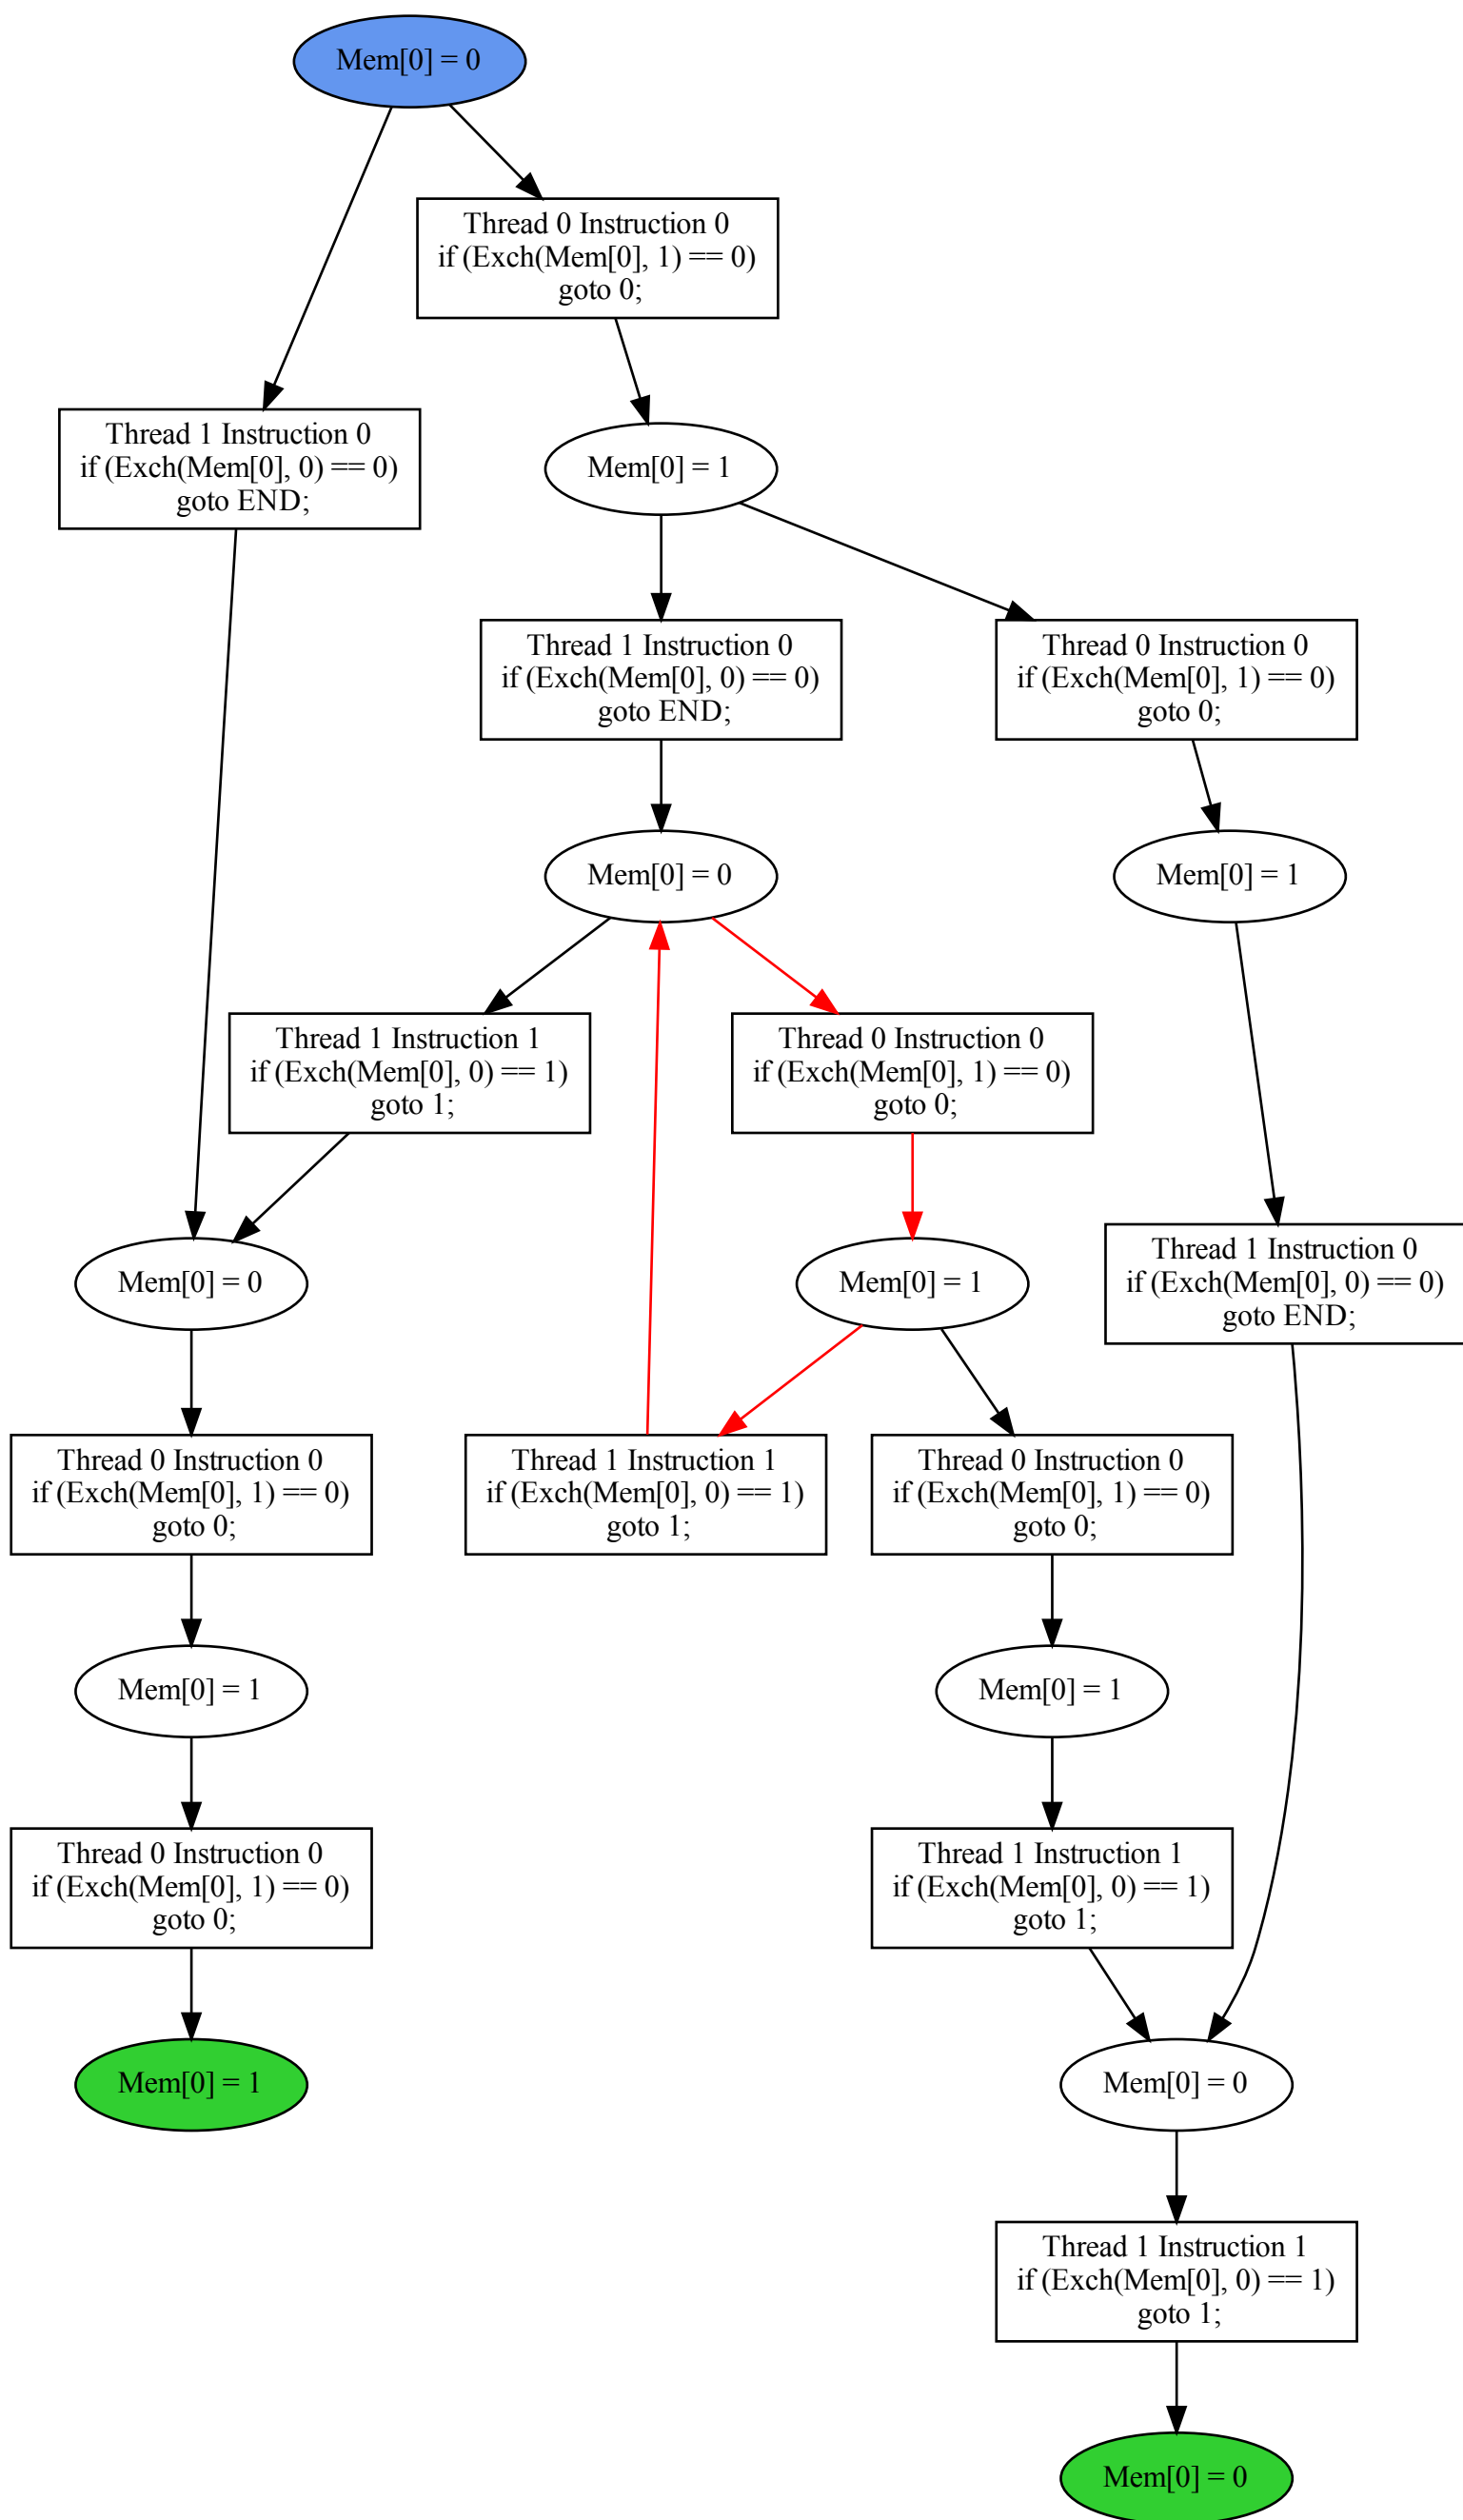 Mem[0] = 0
Thread 0 Instruction 0
if (Exch(Mem[0], 1) == 0)
goto 0;
Thread 1 Instruction 0
if (Exch(Mem[0], 0) == 0)
goto END;
Mem[0] = 1
Thread 1 Instruction 0
if (Exch(Mem[0], 0) == 0)
goto END;
Thread 0 Instruction 0
if (Exch(Mem[0], 1) == 0)
goto 0;
Mem[0] = 0
Mem[0] = 1
Thread 1 Instruction 1
if (Exch(Mem[0], 0) == 1)
goto 1;
Thread 0 Instruction 0
if (Exch(Mem[0], 1) == 0)
goto 0;
Mem[0] = 0
Mem[0] = 1
Thread 1 Instruction 0
if (Exch(Mem[0], 0) == 0)
goto END;
Thread 0 Instruction 0
if (Exch(Mem[0], 1) == 0)
goto 0;
Thread 1 Instruction 1
if (Exch(Mem[0], 0) == 1)
goto 1;
Thread 0 Instruction 0
if (Exch(Mem[0], 1) == 0)
goto 0;
Mem[0] = 1
Mem[0] = 1
Thread 0 Instruction 0
if (Exch(Mem[0], 1) == 0)
goto 0;
Thread 1 Instruction 1
if (Exch(Mem[0], 0) == 1)
goto 1;
Mem[0] = 1
Mem[0] = 0
Thread 1 Instruction 1
if (Exch(Mem[0], 0) == 1)
goto 1;
Mem[0] = 0